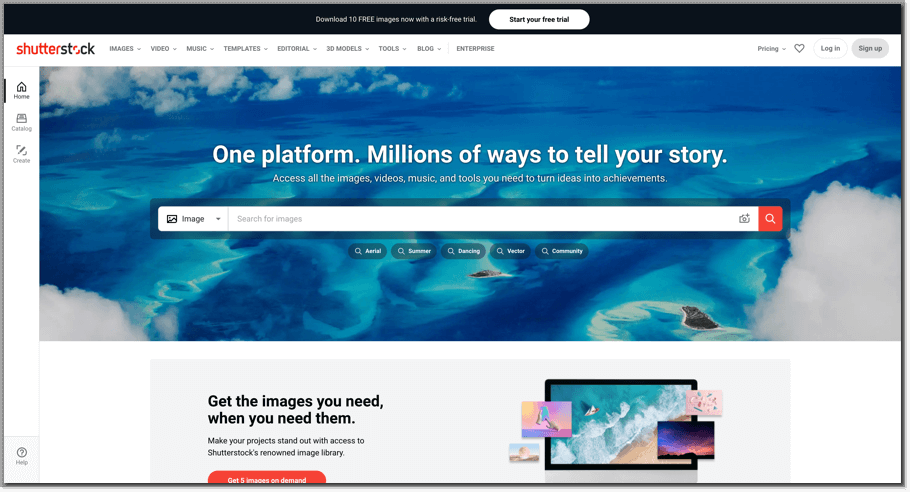 Download 10 FREE images now with a risk-free trial. Start your free trial
shutterstock IMAGES VIDEO MUSIC TEMPLATES EDITORIAL 3D MODELS TOOLS BLOG ENTERPRISE Pricing Log in Sign up
Home
Catalog
Create
One platform. Millions of ways to tell your story.
Access all the images, videos, music, and tools you need to turn ideas into achievements.
Image Search for images
Aerial Summer Dancing Vector Community
Get the images you need,
when you need them.
Make your projects stand out with access to
Shutterstock's renowned image library.
Get 5 images on demand
Help